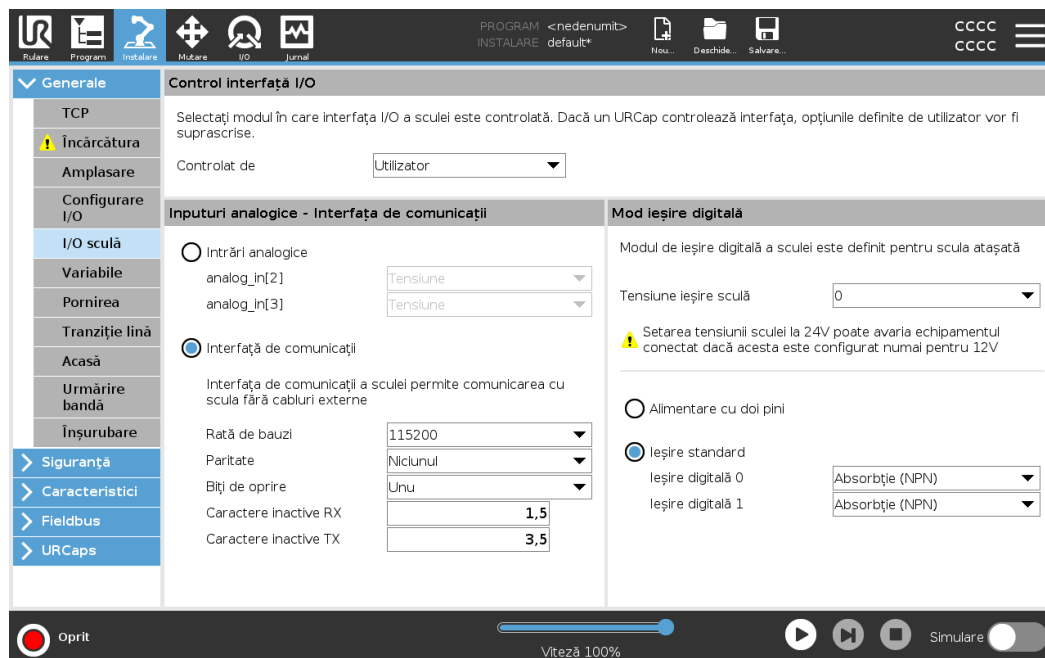 PROGRAM <nedenumit>
INSTALARE default*
CCCC
CCCC
Rulare Program Instalare Mutare I/O Jurnal Nou... Deschide... Salvare...
Generale
TCP
Încărcătura
Amplasare
Configurare
I/O
I/O sculă
Variabile
Pornirea
Tranziție lină
Acasă
Urmărire
bandă
Înșurubare
Siguranță
Caracteristici
Fieldbus
URCaps
Control interfață I/O
Selectați modul în care interfața I/O a sculei este controlată. Dacă un URCap controlează interfața, opțiunile definite de utilizator vor fi
suprascrise.
Controlat de Utilizator
Inputuri analogice - Interfața de comunicații
Intrări analogice
analog_in[2] Tensiune
analog_in[3] Tensiune
Interfață de comunicații
Interfața de comunicații a sculei permite comunicarea cu
scula fără cabluri externe
Rată de bauzi 115200
Paritate Niciunul
Biți de oprire Unu
Caractere inactive RX 1,5
Caractere inactive TX 3,5
Mod ieșire digitală
Modul de ieșire digitală a sculei este definit pentru scula atașată
Tensiune ieșire sculă 0
Setarea tensiunii sculei la 24V poate avaria echipamentul
conectat dacă acesta este configurat numai pentru 12V
Alimentare cu doi pini
Ieșire standard
Ieșire digitală 0 Absorbție (NPN)
Ieșire digitală 1 Absorbție (NPN)
Oprit
Viteză 100%
Simulare